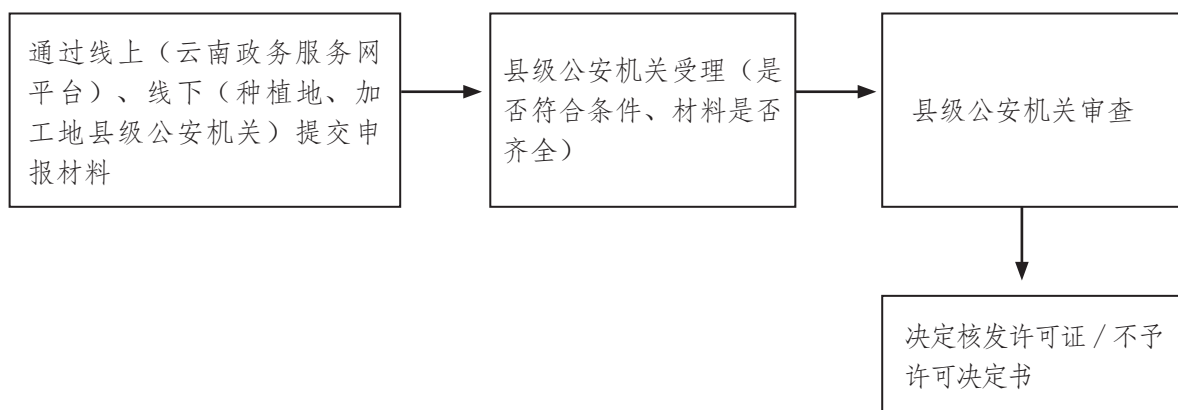 通过线上（云南政务服务网
平台）、线下（种植地、加
工地县级公安机关）提交申
报材料
县级公安机关受理（是
否符合条件、材料是否
齐全）
县级公安机关审查
决定核发许可证/不予
许可决定书